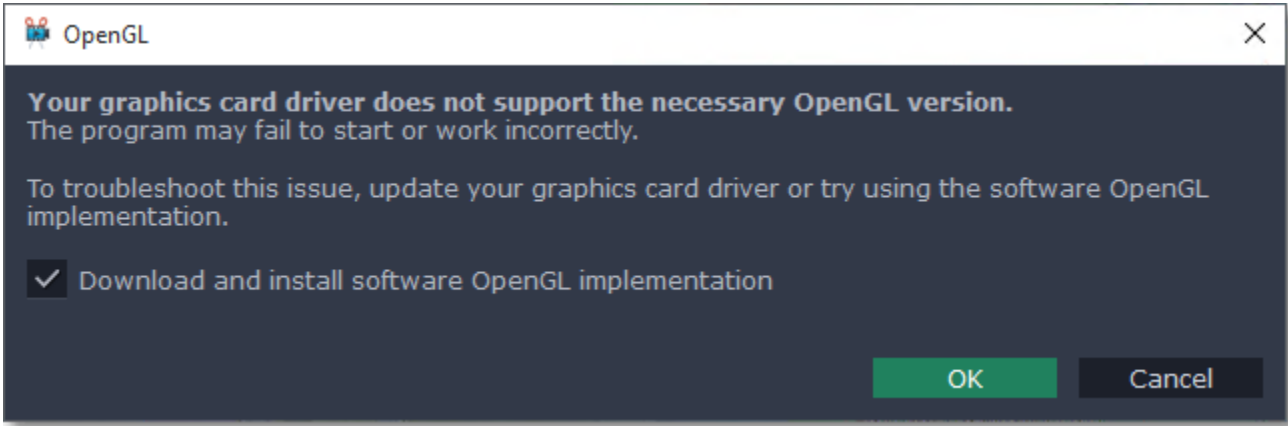 OpenGL
Your graphics card driver does not support the necessary OpenGL version.
The program may fail to start or work incorrectly.
To troubleshoot this issue, update your graphics card driver or try using the software OpenGL
implementation.
Download and install software OpenGL implementation
OK
Cancel